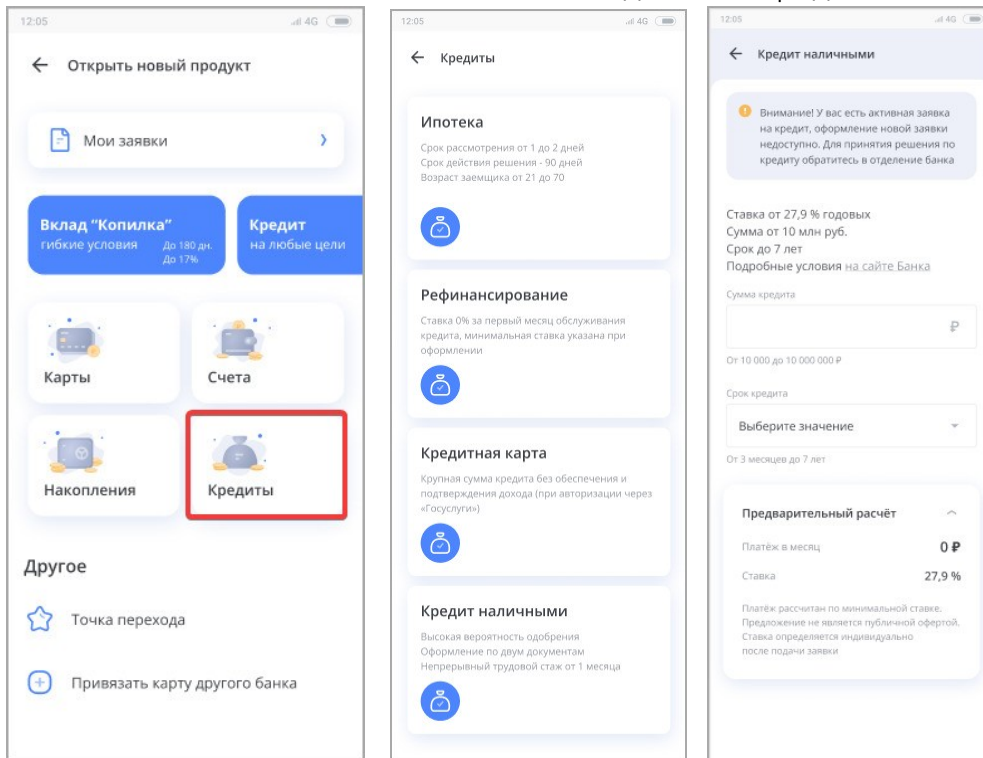 12:05
4G
Открыть новый продукт
Мои заявки
Вклад “Копилка”
гибкие условия
До 180 дн.
До 17%
Кредит
на любые цели
Карты
Счета
Накопления
Кредиты
Другое
Точка перехода
Привязать карту другого банка
12:05
4G
Кредиты
Ипотека
Срок рассмотрения от 1 до 2 дней
Срок действия решения - 90 дней
Возраст заемщика от 21 до 70
Рефинансирование
Ставка 0% за первый месяц обслуживания
кредита, минимальная ставка указана при
оформлении
Кредитная карта
Крупная сумма кредита без обеспечения и
подтверждения дохода (при авторизации через
«Госуслуги»)
Кредит наличными
Высокая вероятность одобрения
Оформление по двум документам
Непрерывный трудовой стаж от 1 месяца
12:05
4G
Кредит наличными
Внимание! У вас есть активная заявка
на кредит, оформление новой заявки
недоступно. Для принятия решения по
кредиту обратитесь в отделение банка
Ставка от 27,9 % годовых
Сумма от 10 млн руб.
Срок до 7 лет
Подробные условия на сайте Банка
Сумма кредита
₽
От 10 000 до 10 000 000 ₽
Срок кредита
Выберите значение
От 3 месяцев до 7 лет
Предварительный расчёт
Платёж в месяц
0 ₽
Ставка
27,9 %
Платёж рассчитан по минимальной ставке.
Предложение не является публичной офертой.
Ставка определяется индивидуально
после подачи заявки